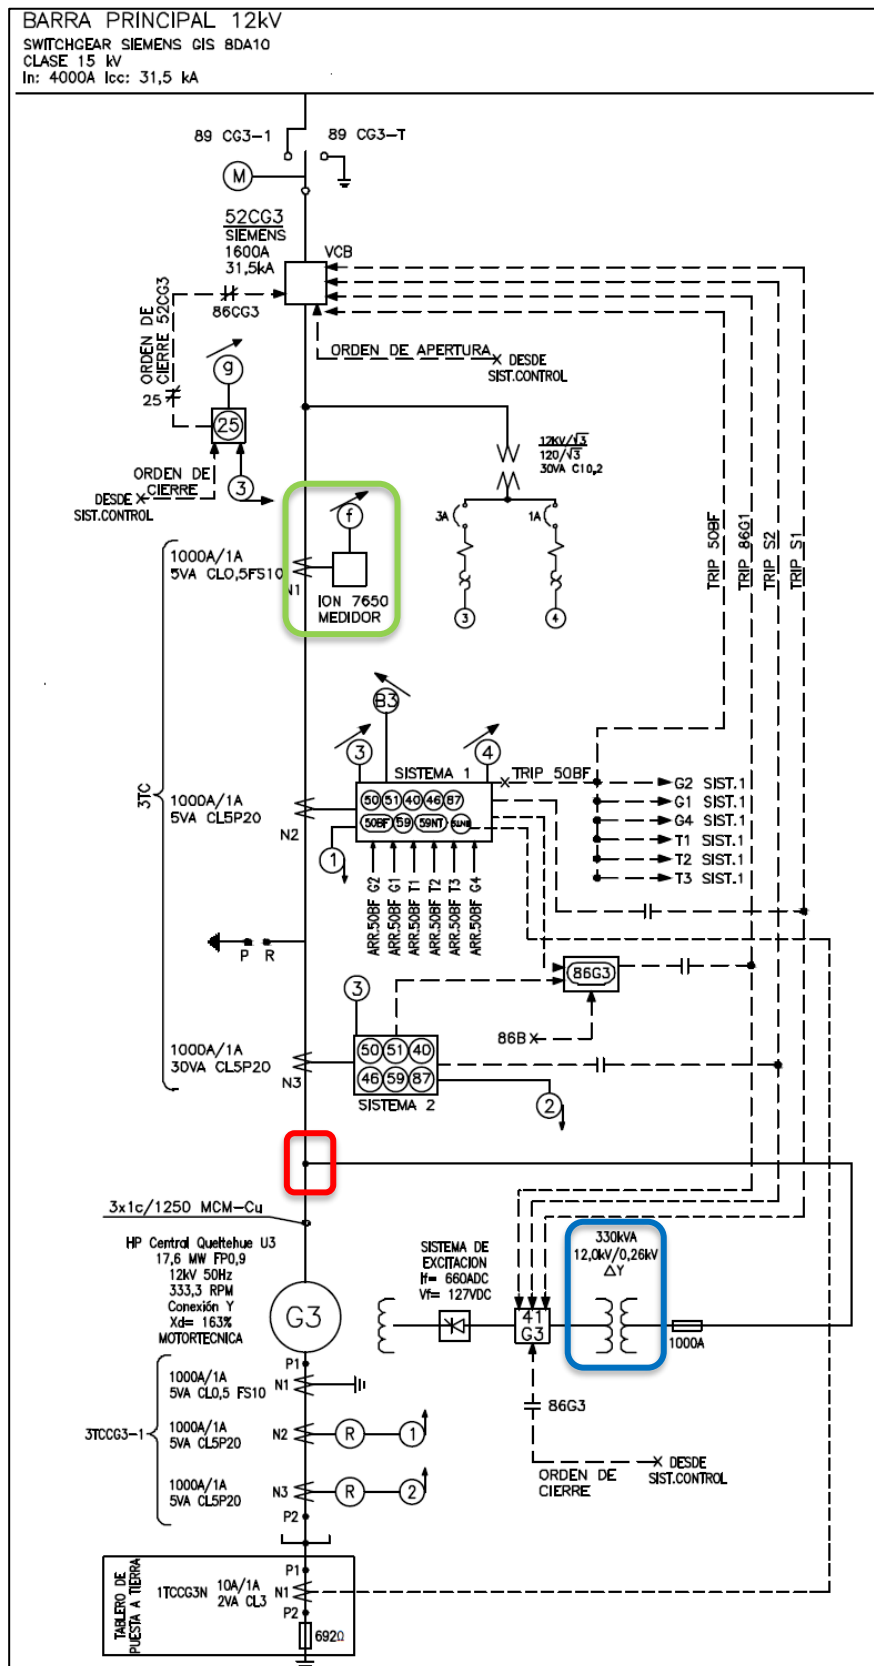 BARRA PRINCIPAL 12kV
SWITCHGEAR SIEMENS GIS 8DA10
CLASE 15 kV
In: 4000A Icc: 31,5 kA
89 CG3-1
89 CG3-T
M
52CG3
SIEMENS
1600A
31,5kA
VCB
86CG3
ORDEN DE
CIERRE 52CG3
ORDEN DE APERTURA
DESDE
SIST.CONTROL
g
25
25
ORDEN DE
CIERRE
DESDE
SIST.CONTROL
3
12KV/√3
120/√3
30VA C10,2
3A
1A
3
4
TRIP 50BF
TRIP 86G1
TRIP S2
TRIP S1
f
1000A/1A
5VA CL0,5FS10
N1
ION 7650
MEDIDOR
3TC
B3
3
4
SISTEMA 1
TRIP 50BF
50 51 40 46 87
50BF 59 59NT
1000A/1A
5VA CL5P20
N2
1
G2 SIST.1
G1 SIST.1
G4 SIST.1
T1 SIST.1
T2 SIST.1
T3 SIST.1
ARR.50BF G2
ARR.50BF G1
ARR.50BF T1
ARR.50BF T2
ARR.50BF T3
ARR.50BF G4
P R
86G3
86B
3
50 51 40
46 59 87
SISTEMA 2
1000A/1A
30VA CL5P20
N3
2
3x1c/1250 MCM-Cu
HP Central Queltehue U3
17,6 MW FP0,9
12kV 50Hz
333,3 RPM
Conexión Y
Xd= 163%
MOTORTECNICA
G3
SISTEMA DE
EXCITACION
If= 660ADC
Vf= 127VDC
41
G3
330kVA
12,0kV/0,26kV
△Y
1000A
86G3
ORDEN DE
CIERRE
DESDE
SIST.CONTROL
3TCCG3-1
P1
1000A/1A
5VA CL0,5 FS10
N1
1000A/1A
5VA CL5P20
N2
R
1
1000A/1A
5VA CL5P20
N3
R
2
P2
TABLERO DE
PUESTA A TIERRA
P1
1TCCG3N
10A/1A
2VA CL3
N1
P2
692Ω